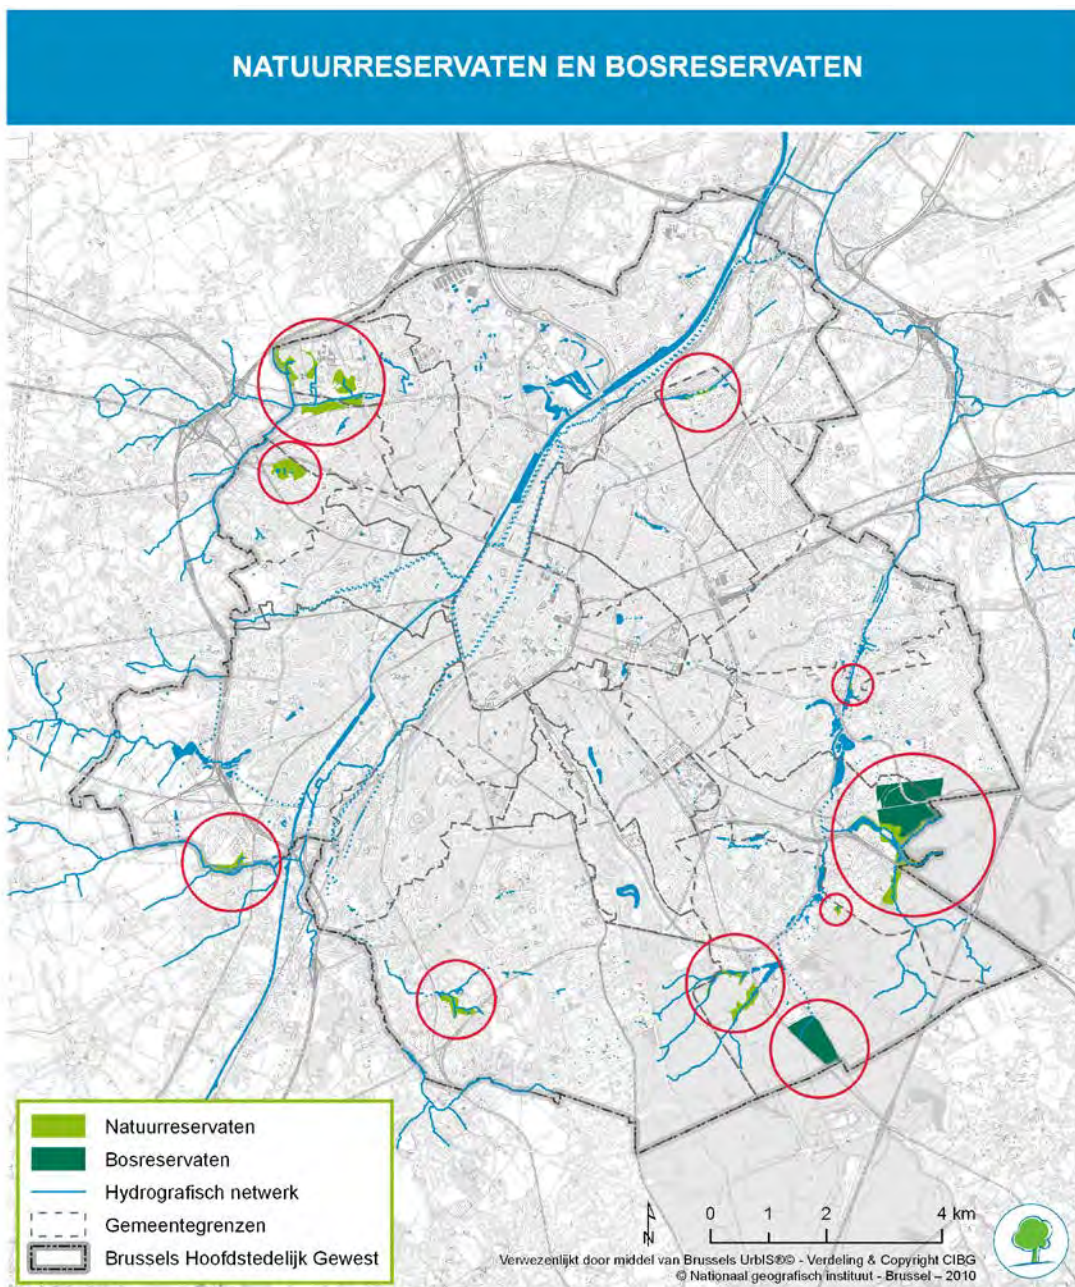 NATUURRESERVATEN EN BOSRESERVATEN
Natuurreservaten
Bosreservaten
Hydrografisch netwerk
Gemeentegrenzen
Brussels Hoofdstedelijk Gewest
N
0 1 2 4 km
Verwezenlijkt door middel van Brussels UrbIS®© - Verdeling & Copyright CIBG
© Nationaal geografisch instituut - Brussel – 2010